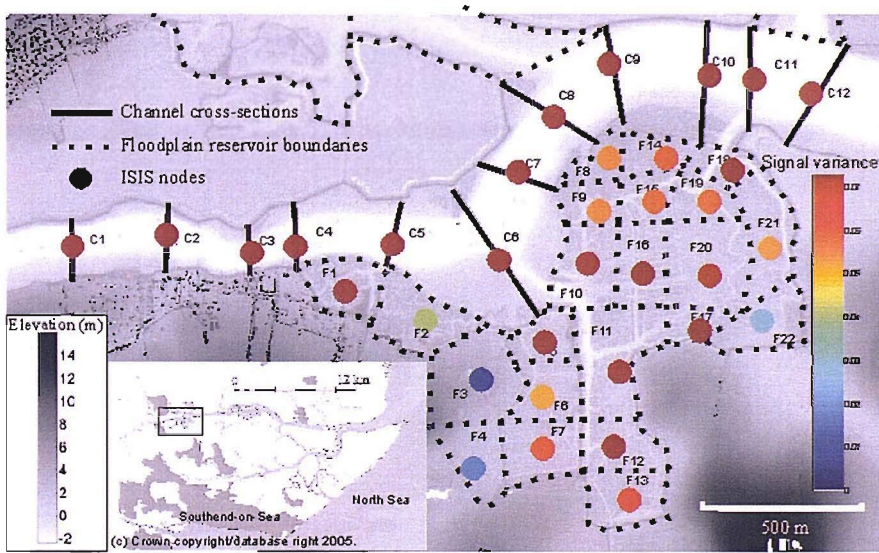 C9
C10
C11
C12
C8
Channel cross-sections
Floodplain reservoir boundaries
ISIS nodes
C7
F14
F8
F18
Signal variance
F15
F19
F9
F21
C1
C2
C3
C4
C5
C6
F16
F20
F1
F10
F2
F11
F17
F22
Elevation (m)
14
12
10
8
6
4
2
0
-2
F3
F6
F4
F7
F12
F13
2 km
North Sea
Southend-on-Sea
(c) Crown copyright/database right 2005.
500 m